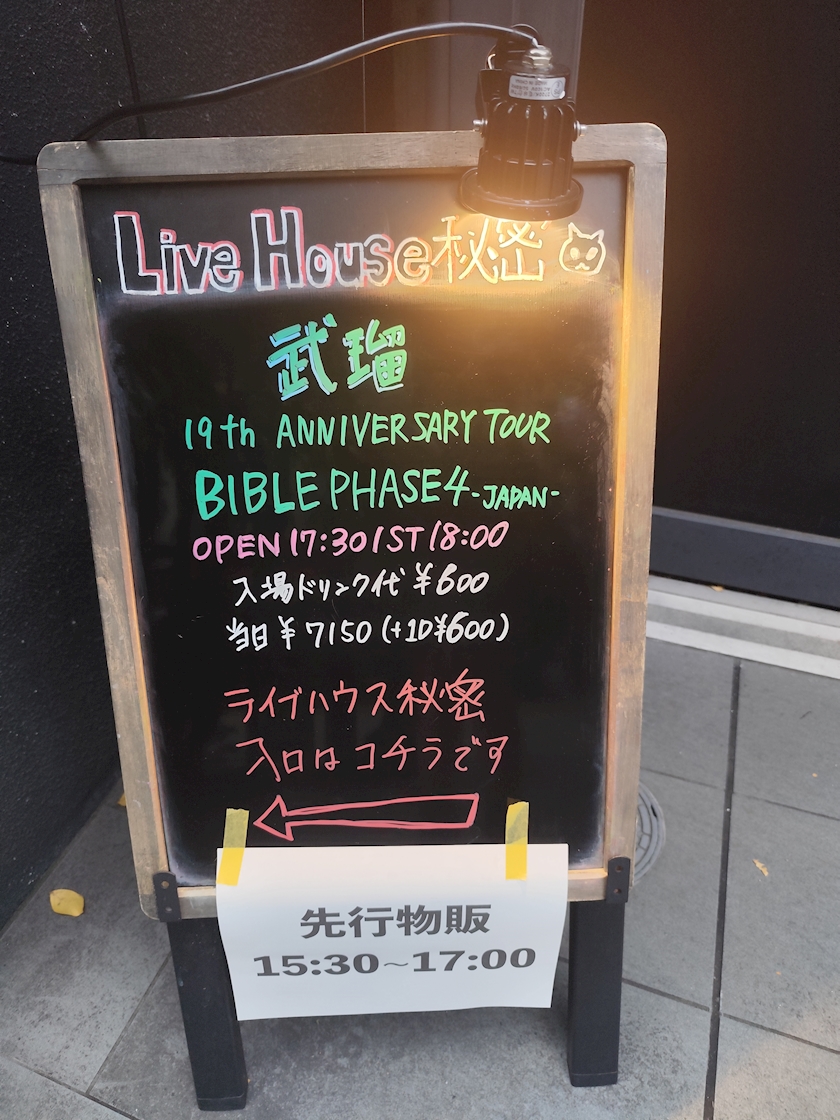 Live House秘密
武瑠
19th ANNIVERSARY TOUR
BIBLE PHASE4-JAPAN-
OPEN 17:30/ST 18:00
入場ドリンク代 ¥600
当日 ¥7150 (+1D¥600)
ライブハウス秘密
入口はコチラです
先行物販
15:30~17:00